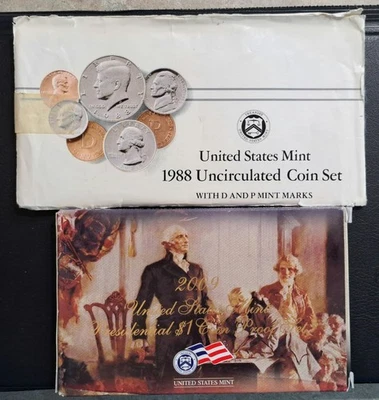 United States Mint
1988 Uncirculated Coin Set
WITH D AND P MINT MARKS
2009
United States Mint
Presidential $1 Coin Proof Set
UNITED STATES MINT